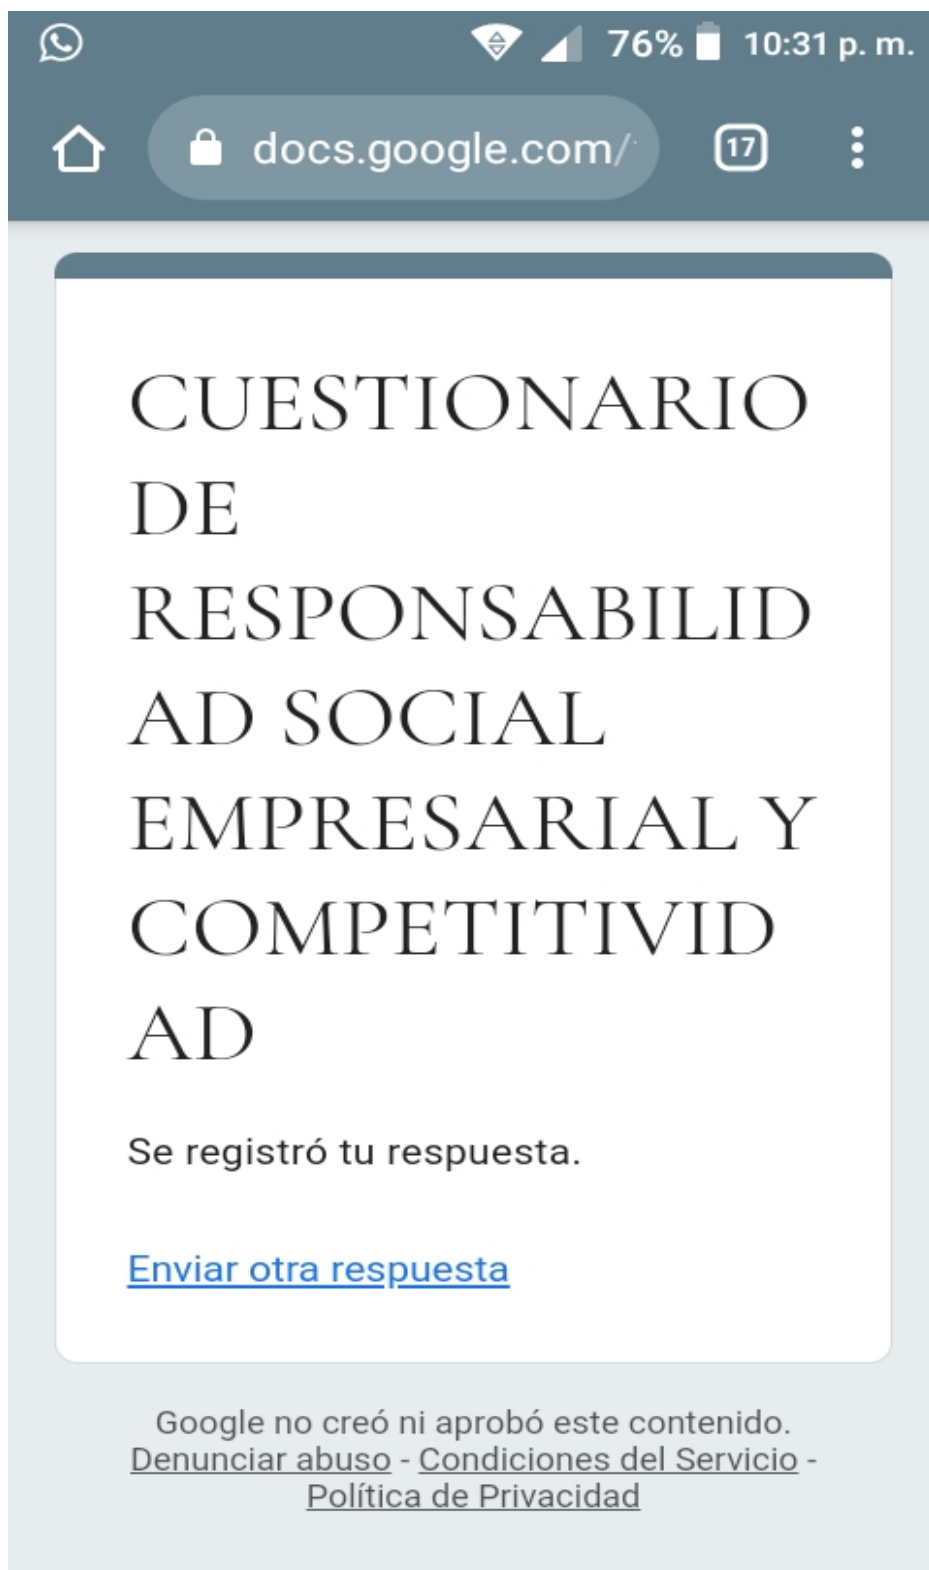 76% 10:31 p. m.
docs.google.com/
17
CUESTIONARIO
DE
RESPONSABILID
AD SOCIAL
EMPRESARIAL Y
COMPETITIVID
AD
Se registró tu respuesta.
Enviar otra respuesta
Google no creó ni aprobó este contenido.
Denunciar abuso - Condiciones del Servicio -
Política de Privacidad